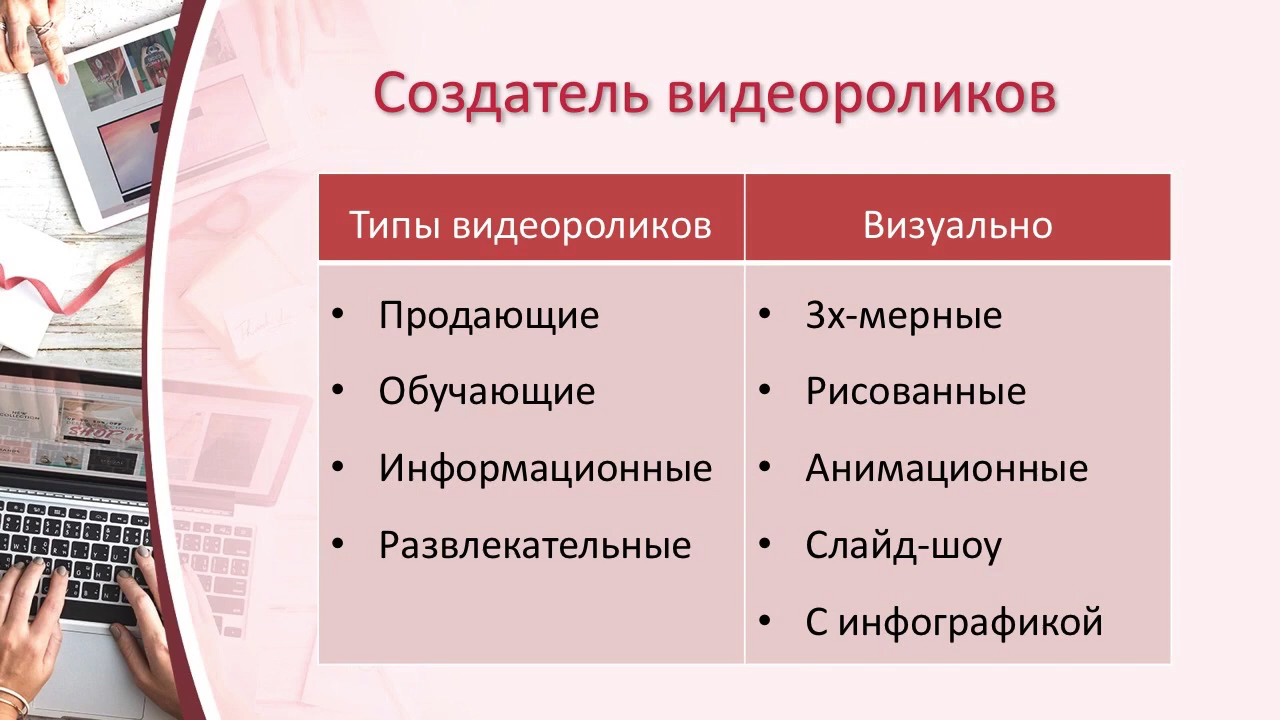 Создатель видеороликов
Типы видеороликов
Визуально
• Продающие
• Обучающие
• Информационные
• Развлекательные
• 3х-мерные
• Рисованные
• Анимационные
• Слайд-шоу
• С инфографикой